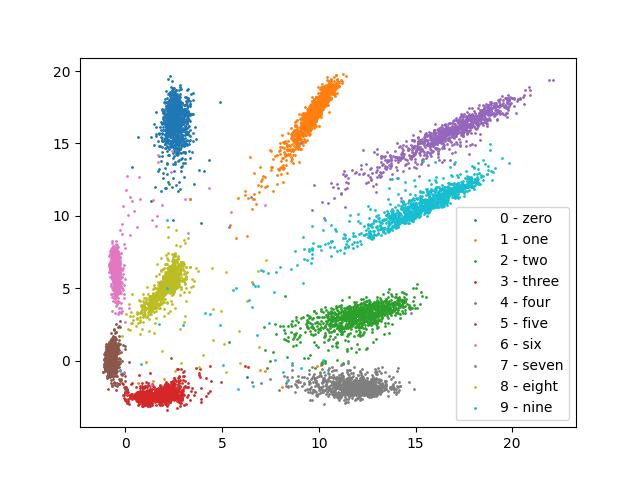 20
15
10
5
0
0
5
10
15
20
0 - zero
1 - one
2 - two
3 - three
4 - four
5 - five
6 - six
7 - seven
8 - eight
9 - nine